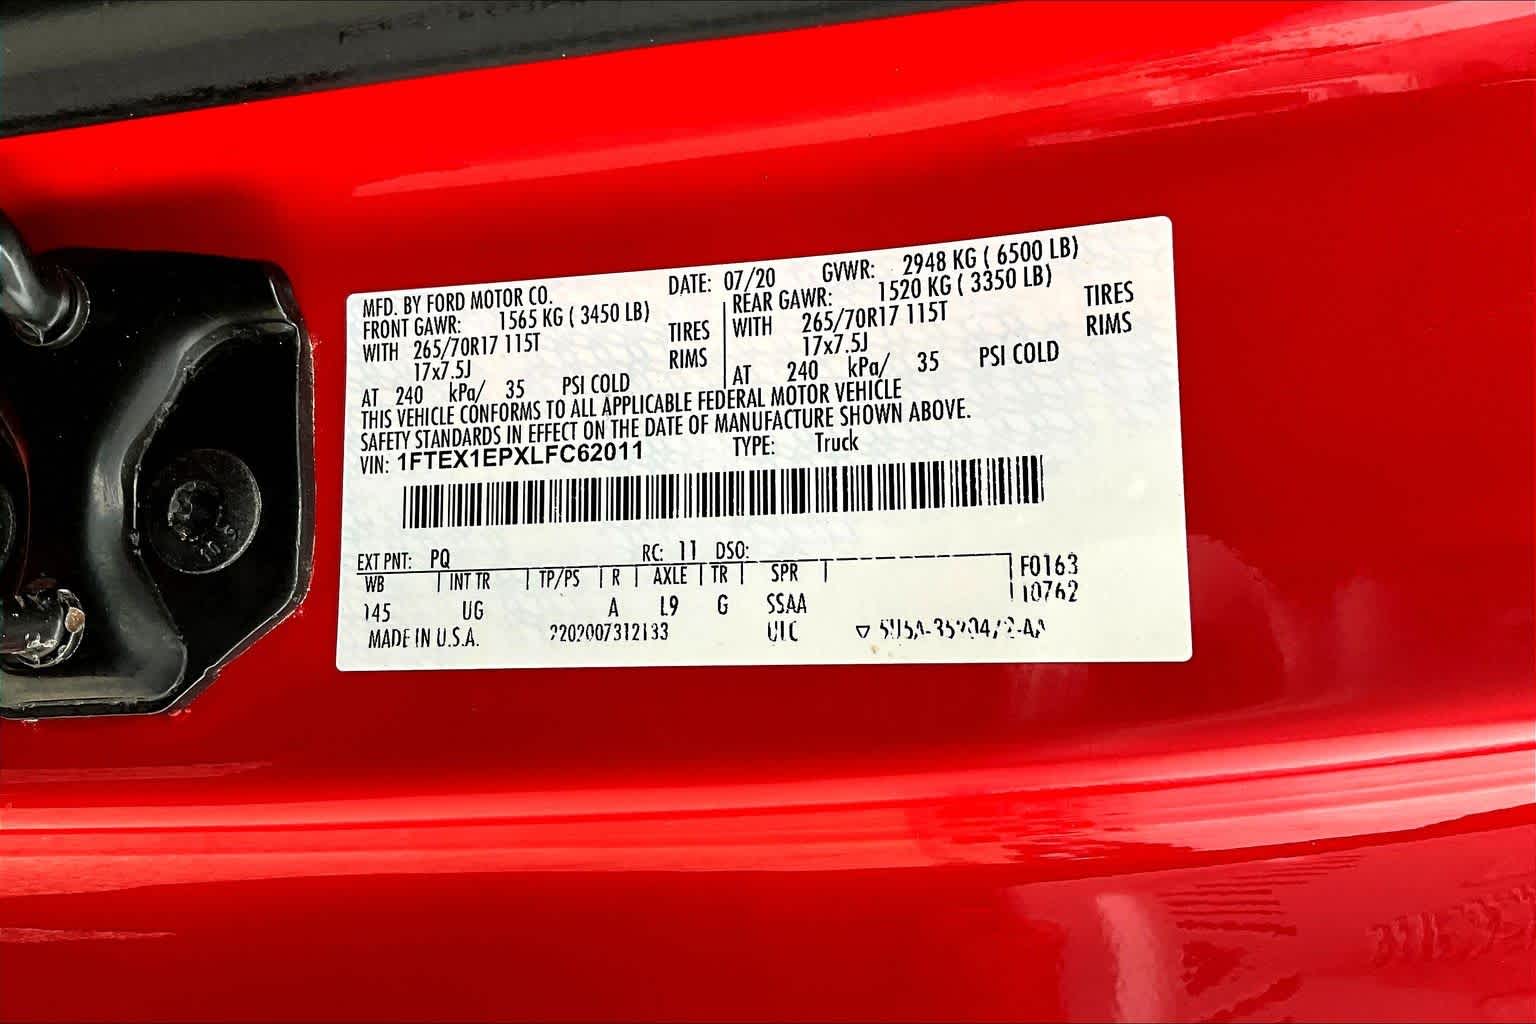 MFD. BY FORD MOTOR CO. DATE: 07/20 GVWR: 2948 KG ( 6500 LB)
FRONT GAWR: 1565 KG ( 3450 LB) REAR GAWR: 1520 KG ( 3350 LB)
WITH 265/70R17 115T TIRES WITH 265/70R17 115T TIRES
17x7.5J RIMS 17x7.5J RIMS
AT 240 kPa/ 35 PSI COLD AT 240 kPa/ 35 PSI COLD
THIS VEHICLE CONFORMS TO ALL APPLICABLE FEDERAL MOTOR VEHICLE
SAFETY STANDARDS IN EFFECT ON THE DATE OF MANUFACTURE SHOWN ABOVE.
VIN: 1FTEX1EPXLFC62011 TYPE: Truck
EXT PNT: PQ RC: 11 DSO:
WB INT TR TP/PS R AXLE TR SPR F0163
145 UG A L9 G SSAA 10762
MADE IN U.S.A. 2202007312133
10.9